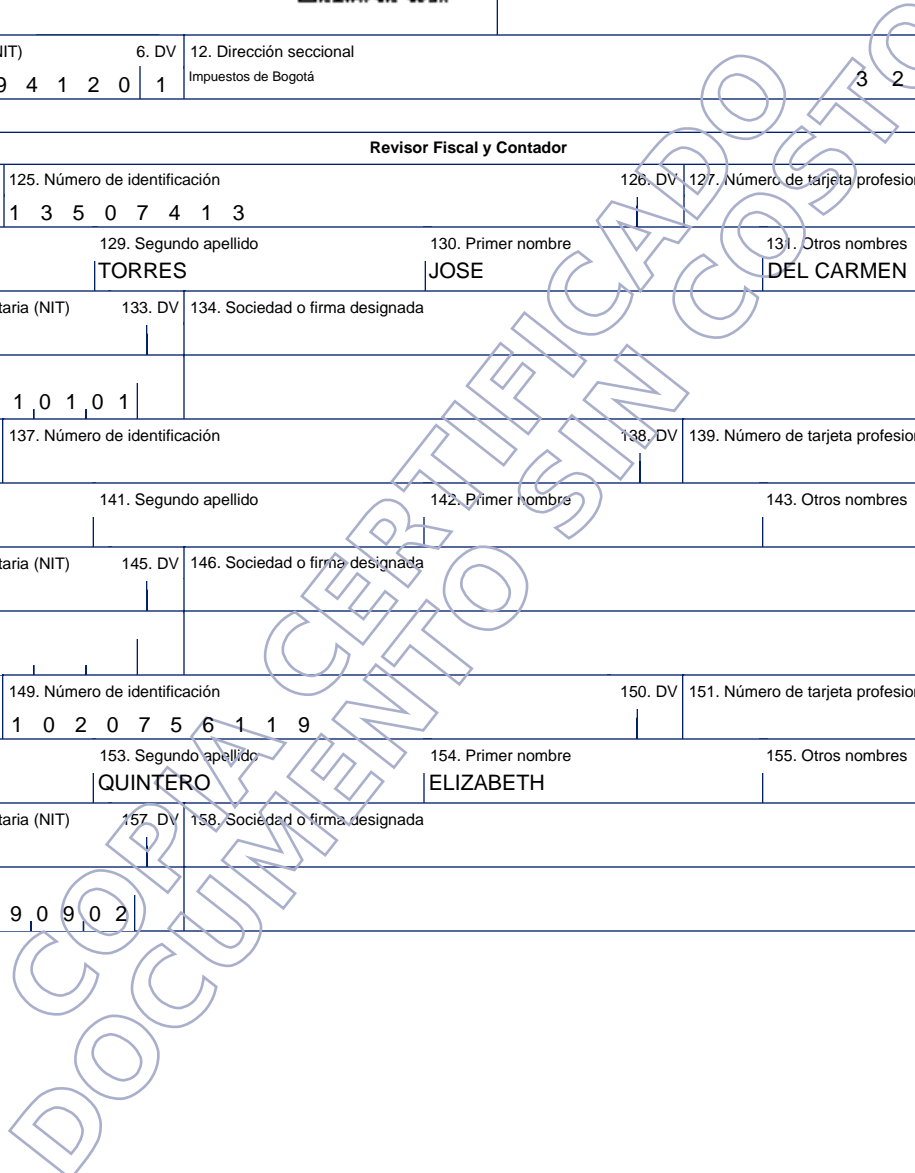 NIT) 6. DV 12. Dirección seccional
9 4 1 2 0 1 Impuestos de Bogotá 3 2
Revisor Fiscal y Contador
125. Número de identificación 126. DV 127. Número de tarjeta profesion
1 3 5 0 7 4 1 3
129. Segundo apellido 130. Primer nombre 131. Otros nombres
TORRES JOSE DEL CARMEN
taria (NIT) 133. DV 134. Sociedad o firma designada
1 0 1 0 1
137. Número de identificación 138. DV 139. Número de tarjeta profesion
141. Segundo apellido 142. Primer nombre 143. Otros nombres
taria (NIT) 145. DV 146. Sociedad o firma designada
149. Número de identificación 150. DV 151. Número de tarjeta profesion
1 0 2 0 7 5 6 1 1 9
153. Segundo apellido 154. Primer nombre 155. Otros nombres
QUINTERO ELIZABETH
taria (NIT) 157. DV 158. Sociedad o firma designada
9 0 9 0 2
COPIA CERTIFICADO
DOCUMENTO SIN COSTO